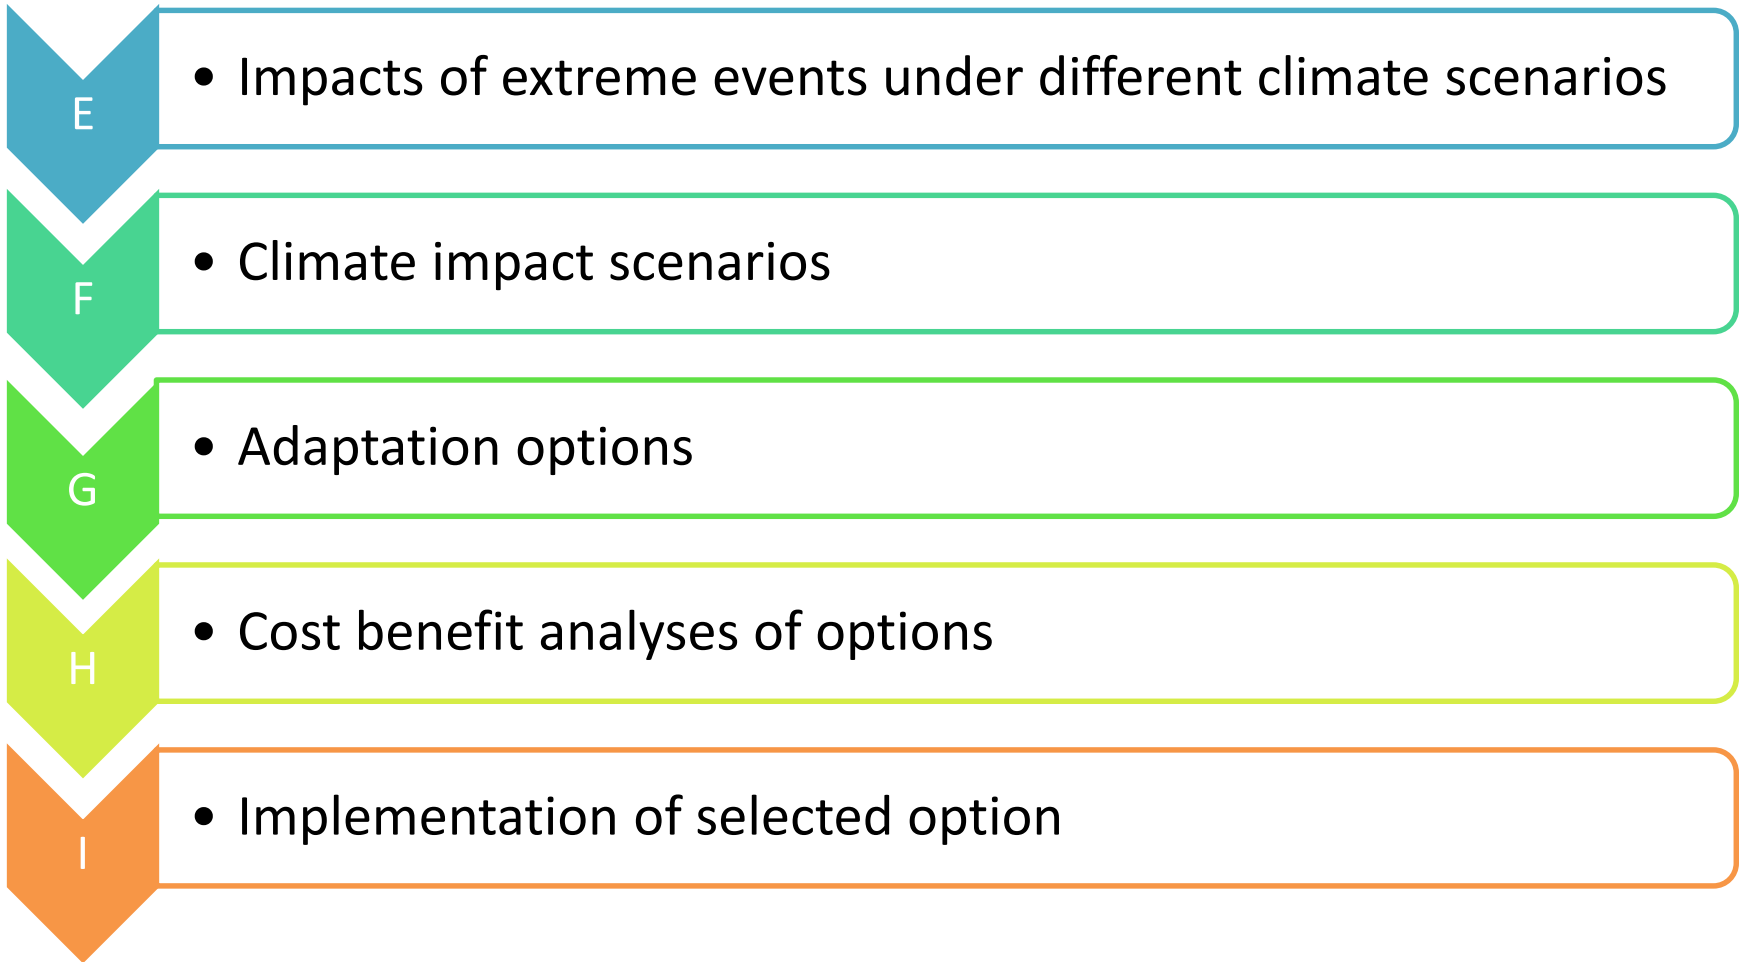 E
• Impacts of extreme events under different climate scenarios
F
• Climate impact scenarios
G
• Adaptation options
H
• Cost benefit analyses of options
I
• Implementation of selected option